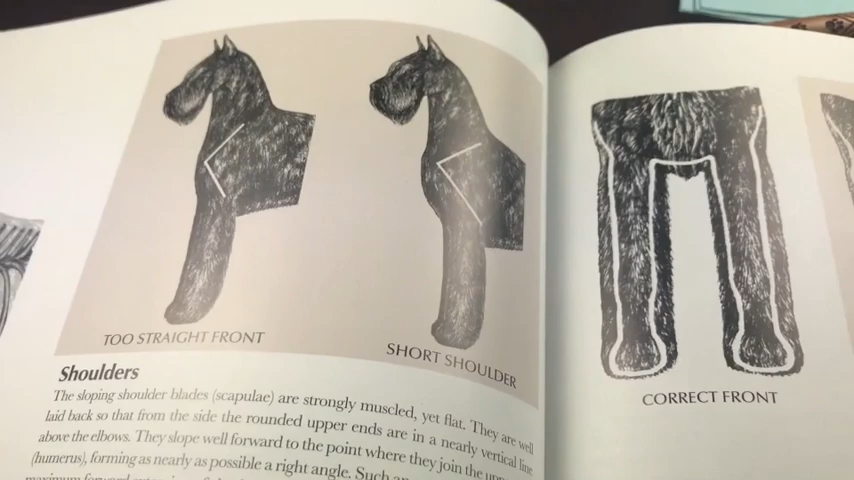 TOO STRAIGHT FRONT
SHORT SHOULDER
Shoulders
The sloping shoulder blades (scapulae) are strongly muscled, yet flat. They are well
laid back so that from the side the rounded upper ends are in a nearly vertical line
above the elbows. They slope well forward to the point where they join the
(humerus), forming as nearly as possible a right angle. Such
maximum forward
CORRECT FRONT